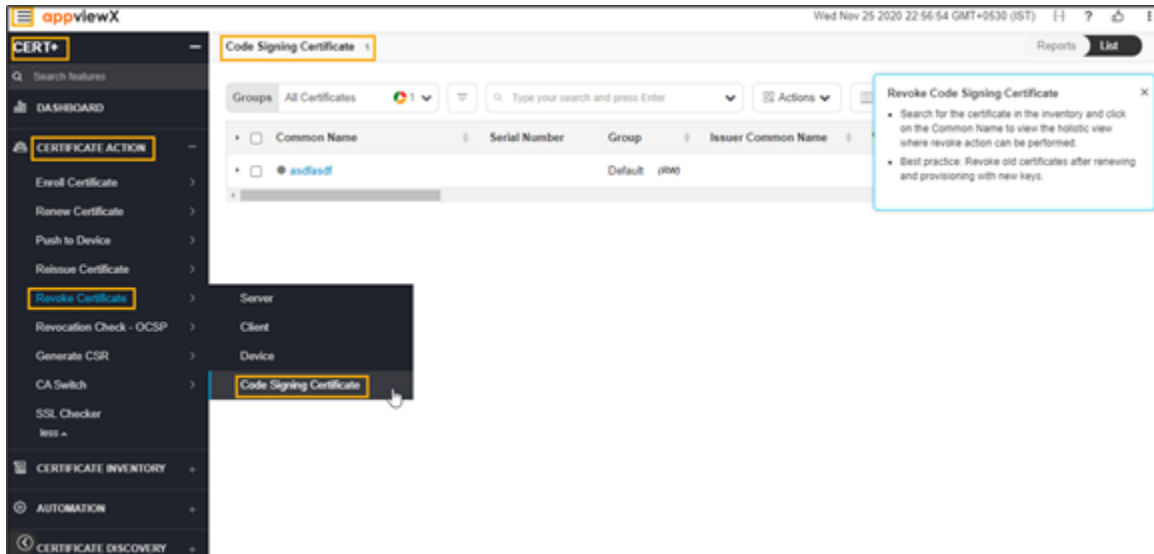 appviewX
Wed Nov 25 2020 22:56:54 GMT+0530 (IST)
CERT+
Search features
DASHBOARD
CERTIFICATE ACTION
Enroll Certificate
Renew Certificate
Push to Device
Reissue Certificate
Revoke Certificate
Revocation Check - OCSP
Generate CSR
CA Switch
SSL Checker
less
CERTIFICATE INVENTORY
AUTOMATION
CERTIFICATE DISCOVERY
Server
Client
Device
Code Signing Certificate
Code Signing Certificate 1
Reports List
Groups All Certificates 1 Type your search and press Enter Actions
Common Name Serial Number Group Issuer Common Name
asdfasdf Default (RW)
Revoke Code Signing Certificate
Search for the certificate in the inventory and click
on the Common Name to view the holistic view
where revoke action can be performed.
Best practice: Revoke old certificates after renewing
and provisioning with new keys.